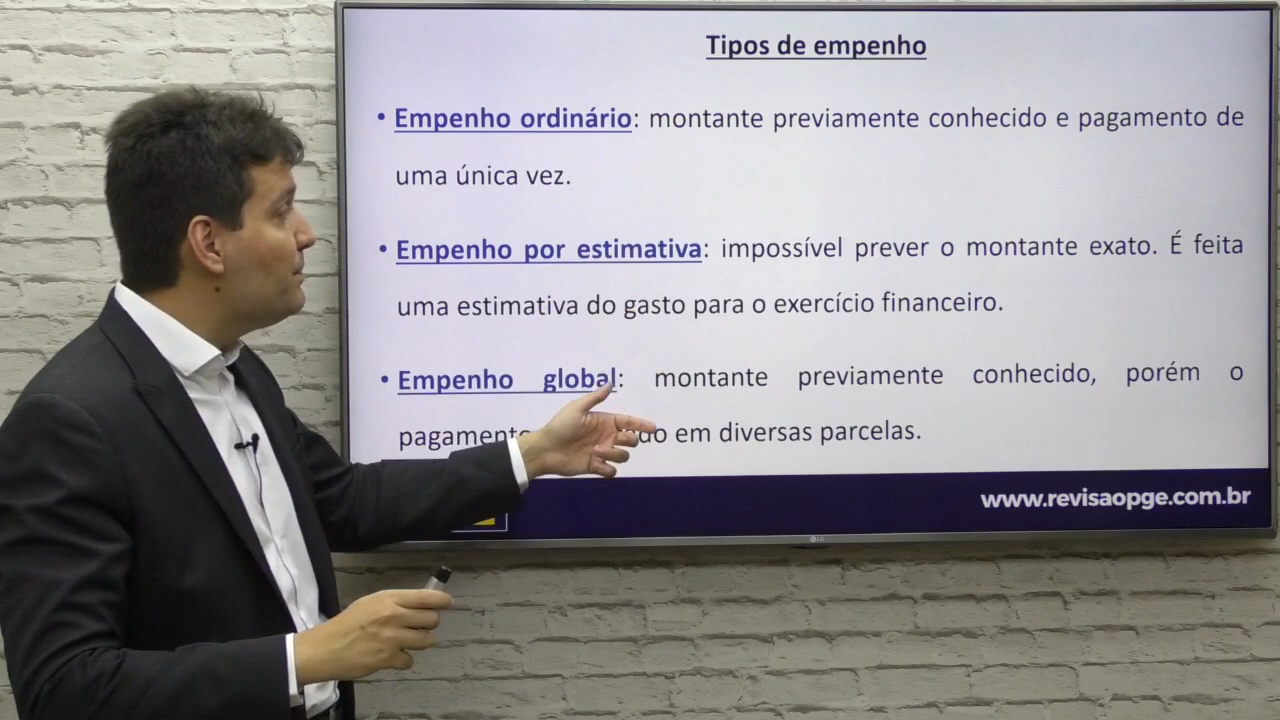 Tipos de empenho
• Empenho ordinário: montante previamente conhecido e pagamento de
uma única vez.
• Empenho por estimativa: impossível prever o montante exato. É feita
uma estimativa do gasto para o exercício financeiro.
• Empenho global: montante previamente conhecido, porém o
em diversas parcelas.
www.revisaopge.com.br
LG